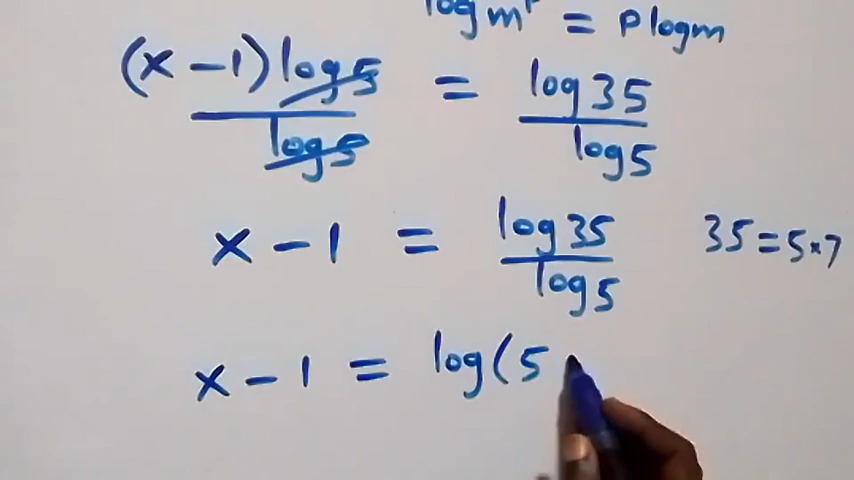 log m^P = P log m
(x - 1) log 5 / log 5 = log 35 / log 5
x - 1 = log 35 / log 5    35 = 5 × 7
x - 1 = log(5